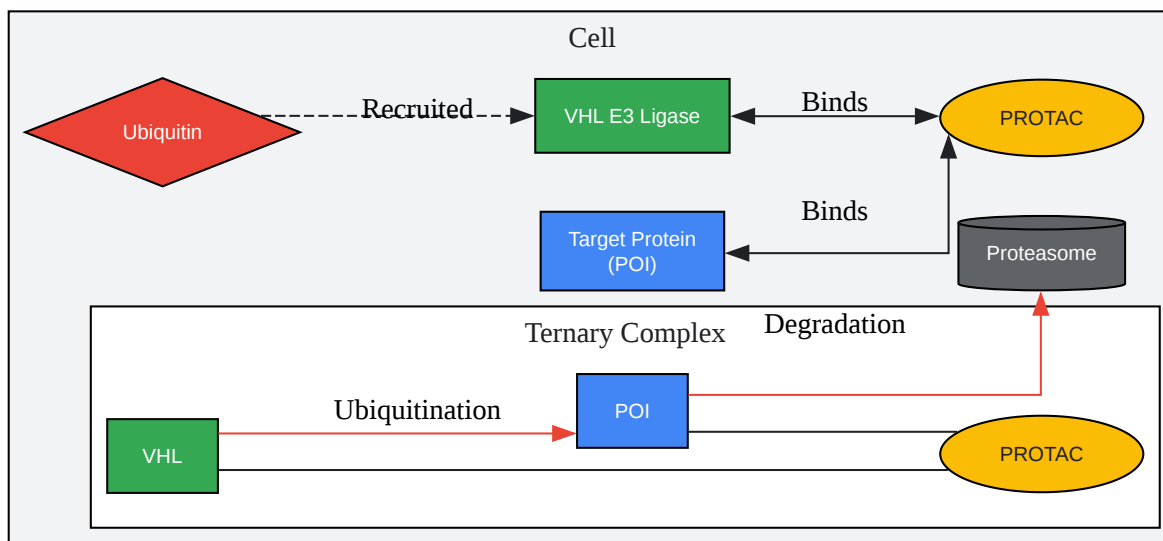 Cell
Ubiquitin
Recruited
VHL E3 Ligase
Binds
PROTAC
Target Protein
(POI)
Binds
Proteasome
Ternary Complex
Degradation
VHL
Ubiquitination
POI
PROTAC